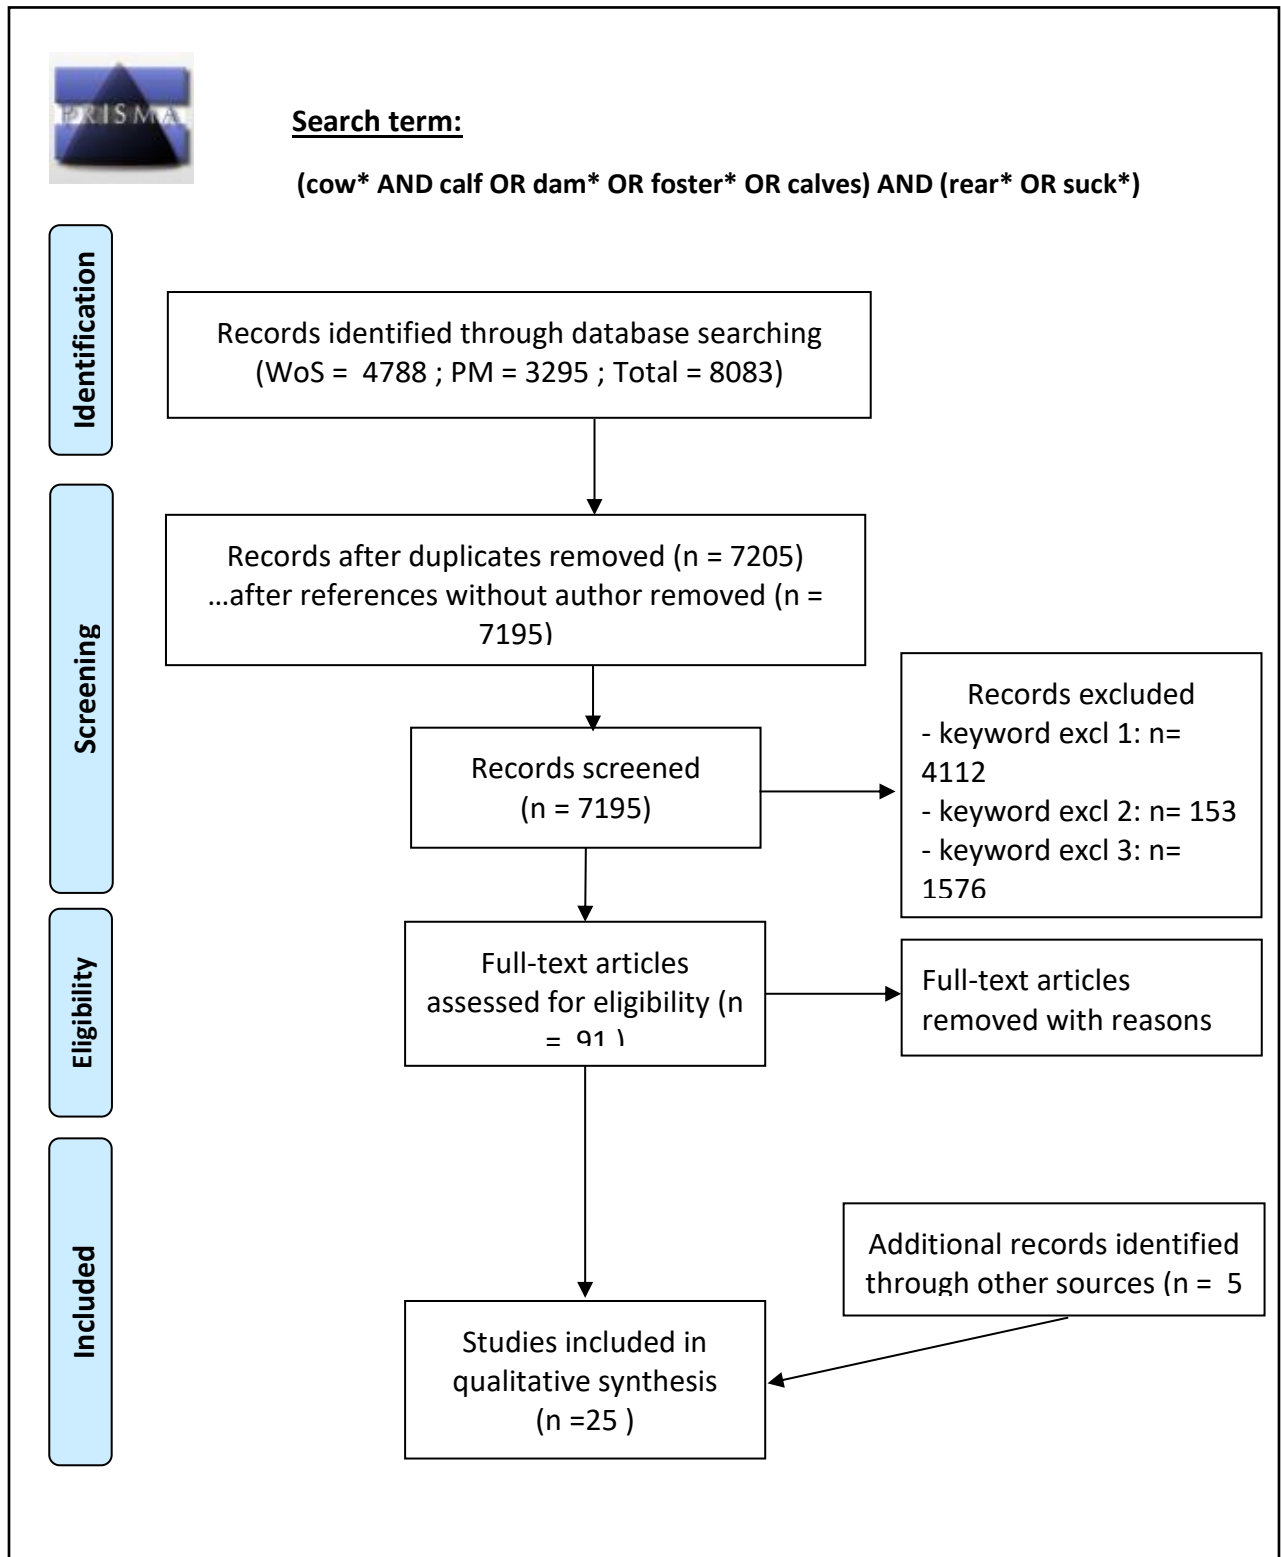 PRISMA
Search term:
(cow* AND calf OR dam* OR foster* OR calves) AND (rear* OR suck*)
Identification
Records identified through database searching
(WoS =  4788 ; PM = 3295 ; Total = 8083)
Screening
Records after duplicates removed (n = 7205)
...after references without author removed (n =
7195)
Records screened
(n = 7195)
Records excluded
- keyword excl 1: n=
4112
- keyword excl 2: n= 153
- keyword excl 3: n=
1576
Eligibility
Full-text articles
assessed for eligibility (n
=  91 )
Full-text articles
removed with reasons
Included
Additional records identified
through other sources (n =  5
Studies included in
qualitative synthesis
(n =25 )